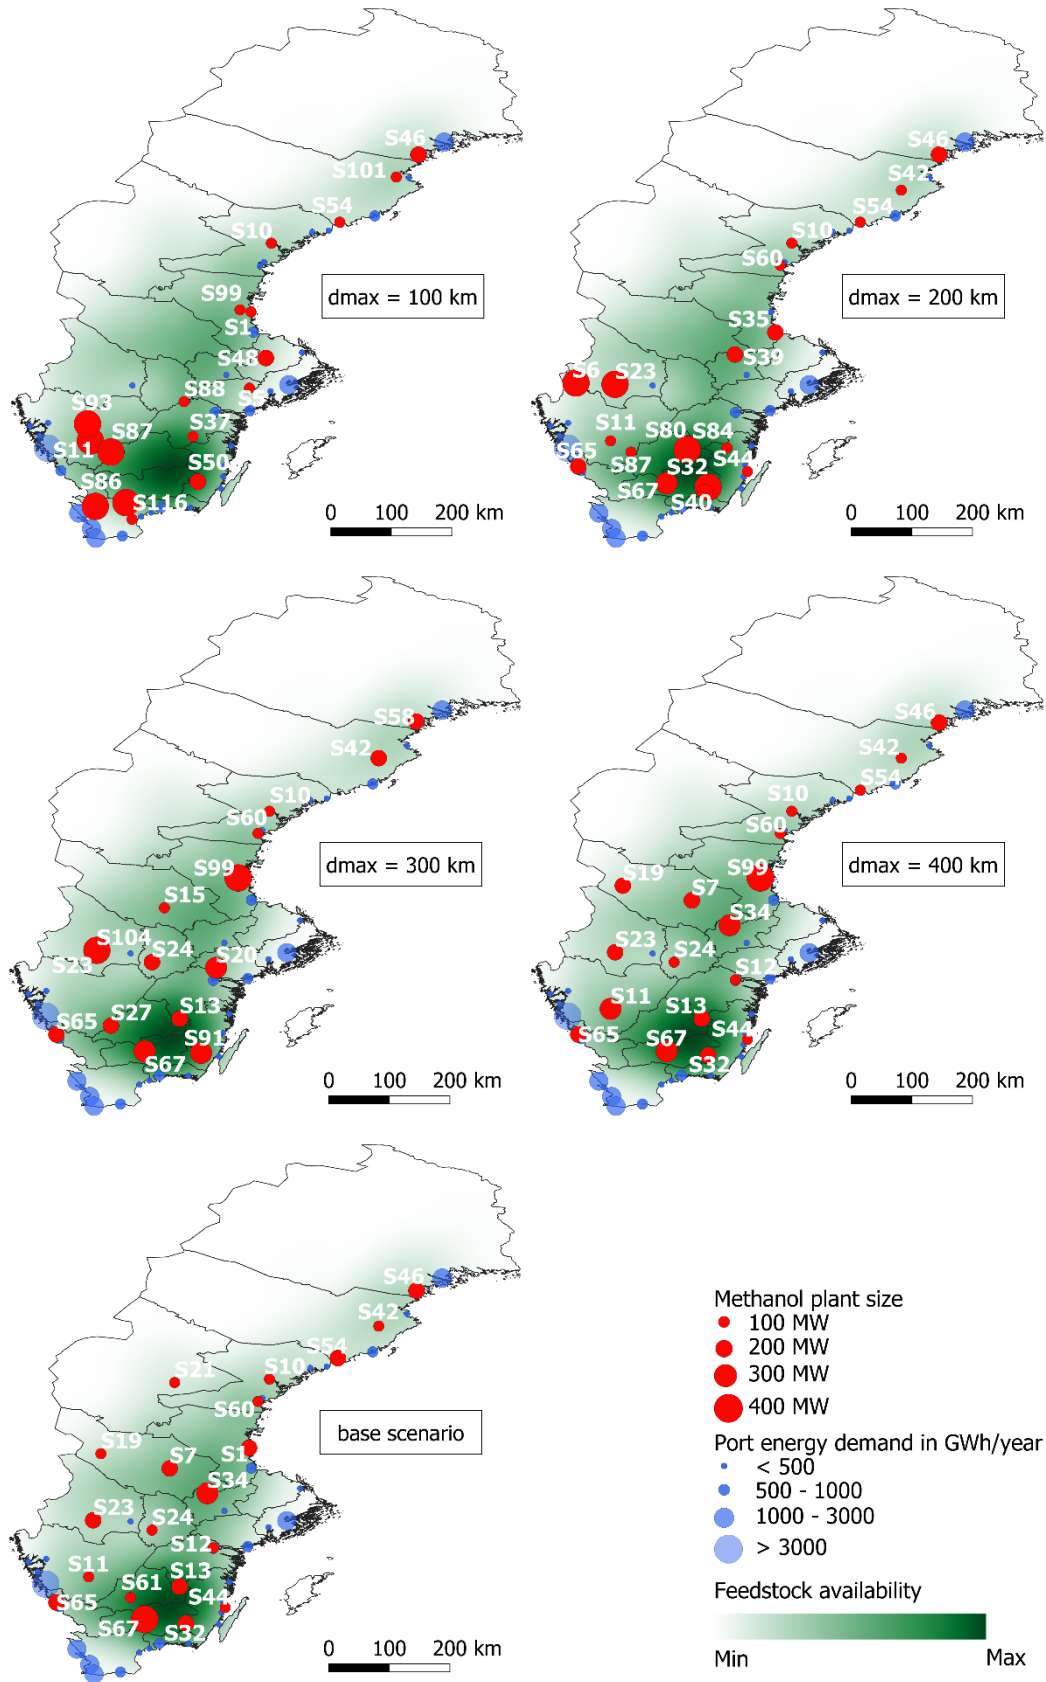 S46
S101
S54
S10
S99
dmax = 100 km
S1
S48
S88
S5
S93
S37
S11
S87
S50
S86
S116
0 100 200 km
S46
S42
S54
S10
S60
dmax = 200 km
S35
S39
S6
S23
S80
S84
S11
S65
S87
S32
S44
S67
S40
0 100 200 km
S58
S42
S10
S60
S99
dmax = 300 km
S15
S104
S24
S20
S23
S27
S13
S65
S91
S67
0 100 200 km
S46
S42
S54
S10
S60
S19
S7
S99
dmax = 400 km
S34
S23
S24
S12
S11
S13
S65
S44
S67
S32
0 100 200 km
S46
S42
S54
S21
S10
S60
base scenario
S19
S7
S1
S34
S23
S24
S12
S11
S13
S61
S44
S65
S67
S32
0 100 200 km
Methanol plant size
100 MW
200 MW
300 MW
400 MW
Port energy demand in GWh/year
< 500
500 - 1000
1000 - 3000
> 3000
Feedstock availability
Min Max